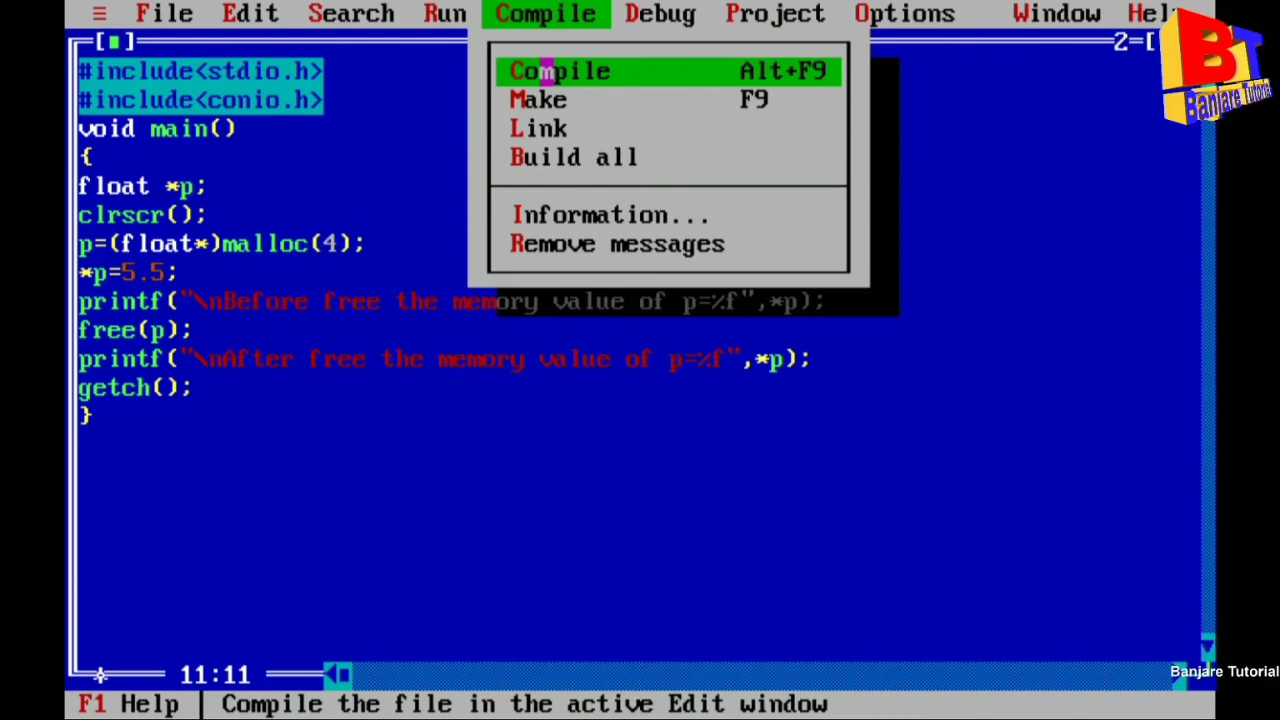 ≡ File Edit Search Run Compile Debug Project Options Window Help
2=[
Compile Alt+F9
Make F9
Link
Build all
Information...
Remove messages
#include<stdio.h>
#include<conio.h>
void main()
{
float *p;
clrscr();
p=(float*)malloc(4);
*p=5.5;
printf("\nBefore free the memory value of p=%f",*p);
free(p);
printf("\nAfter free the memory value of p=%f",*p);
getch();
}
11:11
F1 Help | Compile the file in the active Edit window
BT
Banjare Tutorial
Banjare Tutorial